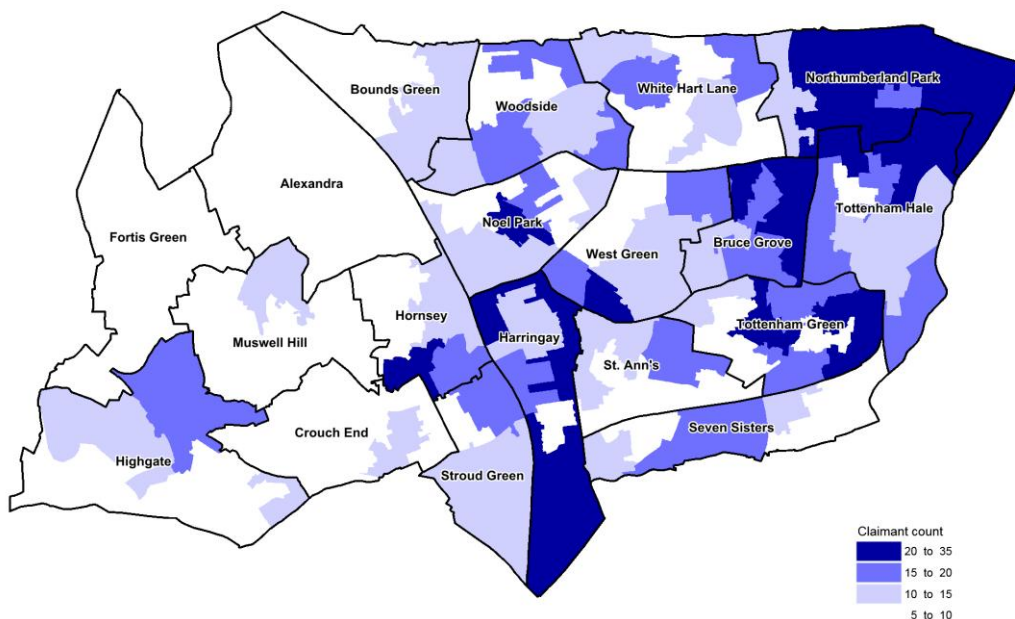 Northumberland Park
Bounds Green
White Hart Lane
Woodside
Alexandra
Tottenham Hale
Noel Park
Fortis Green
Bruce Grove
West Green
Hornsey
Tottenham Green
Harringay
Muswell Hill
St. Ann's
Seven Sisters
Crouch End
Highgate
Stroud Green
Claimant count
20 to 35
15 to 20
10 to 15
5 to 10